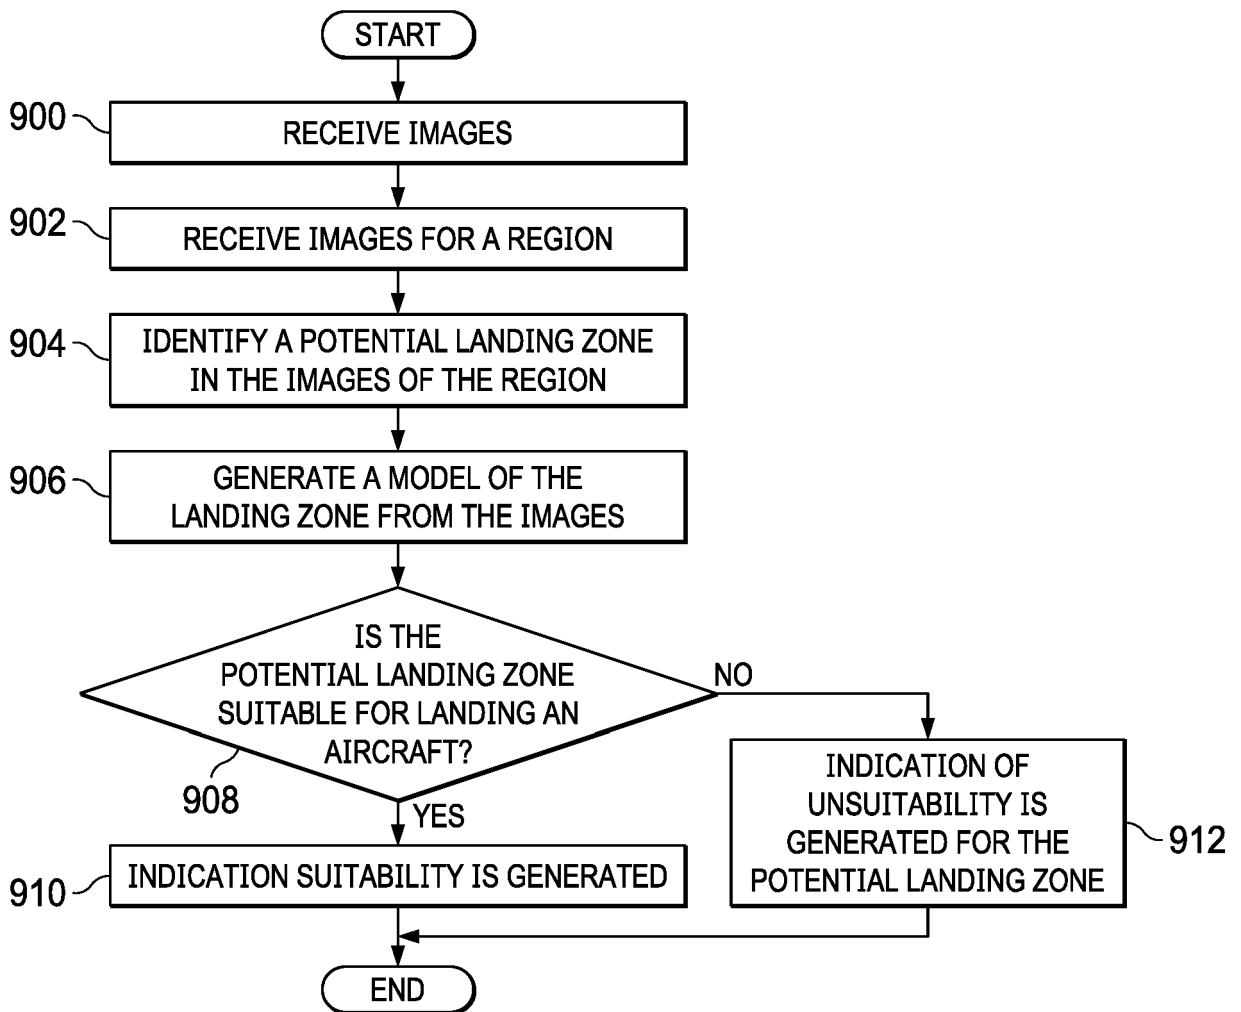 START
900
RECEIVE IMAGES
902
RECEIVE IMAGES FOR A REGION
904
IDENTIFY A POTENTIAL LANDING ZONE
IN THE IMAGES OF THE REGION
906
GENERATE A MODEL OF THE
LANDING ZONE FROM THE IMAGES
IS THE
POTENTIAL LANDING ZONE
SUITABLE FOR LANDING AN
AIRCRAFT?
908
NO
YES
INDICATION OF
UNSUITABILITY IS
GENERATED FOR THE
POTENTIAL LANDING ZONE
912
910
INDICATION SUITABILITY IS GENERATED
END